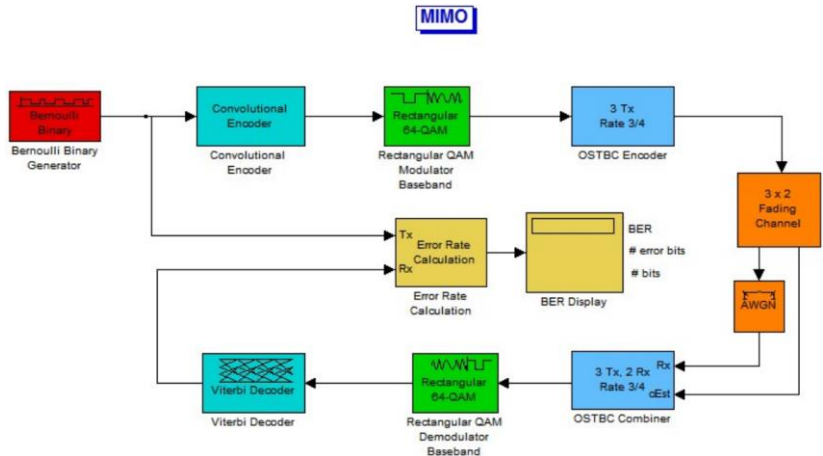 MIMO
Bernoulli
Binary
Bernoulli Binary
Generator
Convolutional
Encoder
Convolutional
Encoder
Rectangular
64-QAM
Rectangular QAM
Modulator
Baseband
3 Tx
Rate 3/4
OSTBC Encoder
3 x 2
Fading
Channel
AWGN
Tx
Rx
Error Rate
Calculation
Error Rate
Calculation
BER
# error bits
# bits
BER Display
Viterbi Decoder
Viterbi Decoder
Rectangular
64-QAM
Rectangular QAM
Demodulator
Baseband
3 Tx, 2 Rx
Rate 3/4
Rx
cEst
OSTBC Combiner